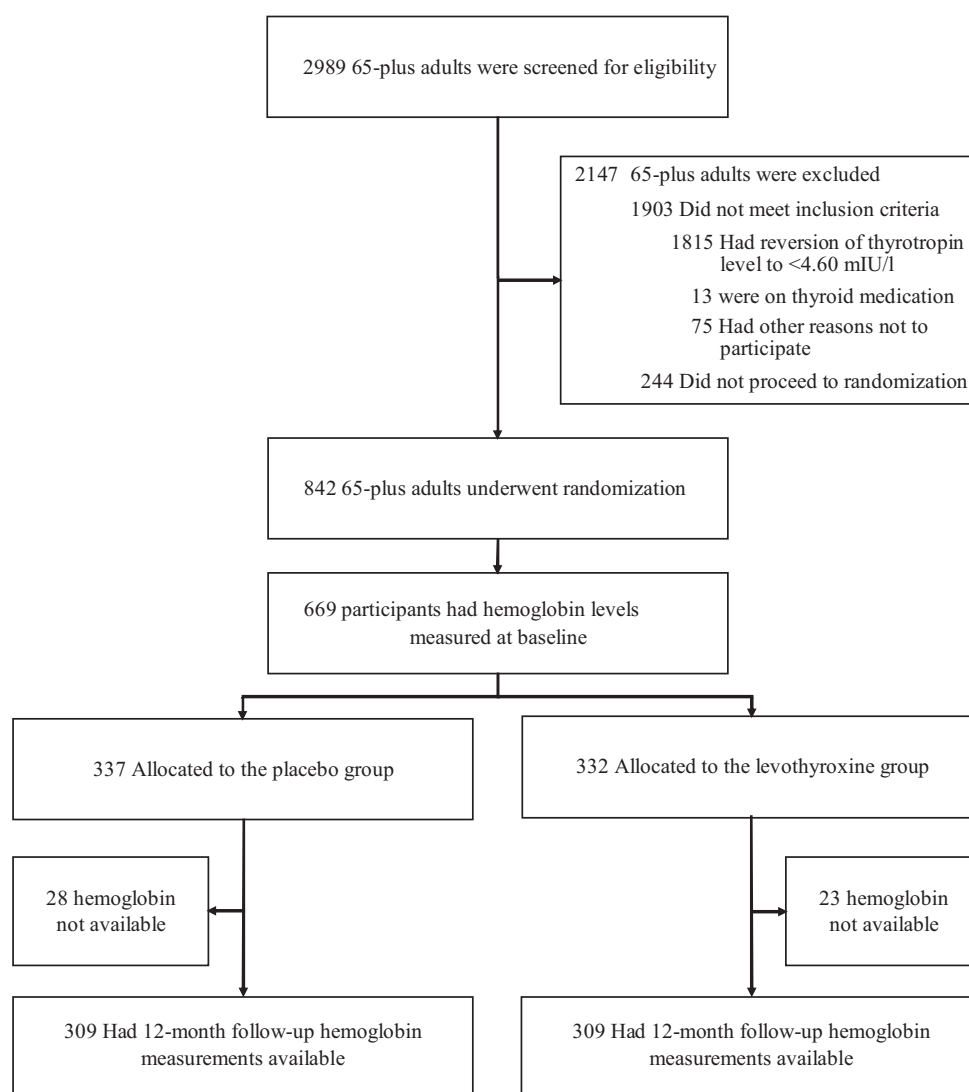 2989 65-plus adults were screened for eligibility
2147 65-plus adults were excluded
1903 Did not meet inclusion criteria
1815 Had reversion of thyrotropin
level to <4.60 mIU/l
13 were on thyroid medication
75 Had other reasons not to
participate
244 Did not proceed to randomization
842 65-plus adults underwent randomization
669 participants had hemoglobin levels
measured at baseline
337 Allocated to the placebo group
332 Allocated to the levothyroxine group
28 hemoglobin
not available
23 hemoglobin
not available
309 Had 12-month follow-up hemoglobin
measurements available
309 Had 12-month follow-up hemoglobin
measurements available